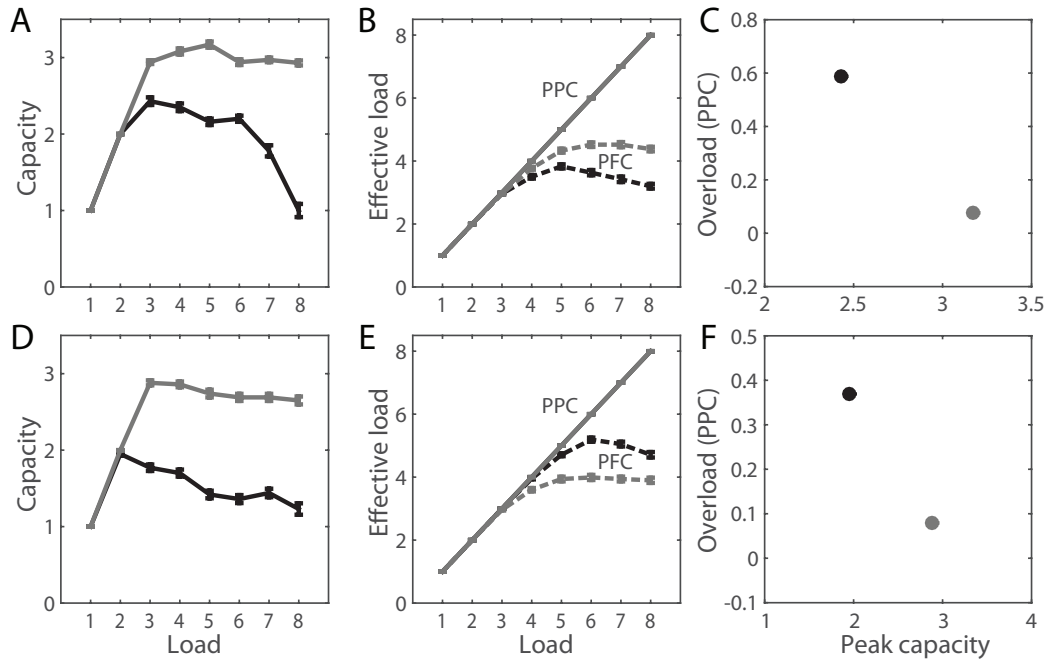 A
Capacity
3
2
1
0
1 2 3 4 5 6 7 8
B
Effective load
8
6
4
2
0
PPC
PFC
1 2 3 4 5 6 7 8
C
Overload (PPC)
0.8
0.6
0.4
0.2
0
-0.2
2 2.5 3 3.5
D
Capacity
3
2
1
0
1 2 3 4 5 6 7 8
Load
E
Effective load
8
6
4
2
0
PPC
PFC
1 2 3 4 5 6 7 8
Load
F
Overload (PPC)
0.5
0.4
0.3
0.2
0.1
0
-0.1
1 2 3 4
Peak capacity